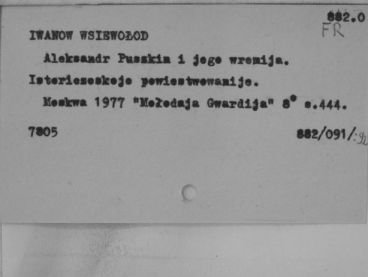 882.0
FR
IWANOW WSIEWOŁOD
Aleksandr Puszkin i jego wremija.
Istoriczeskoje powiestwowanije.
Moskwa 1977 "Mołodaja Gwardija" 8° s.444.
7805 882/091/:92